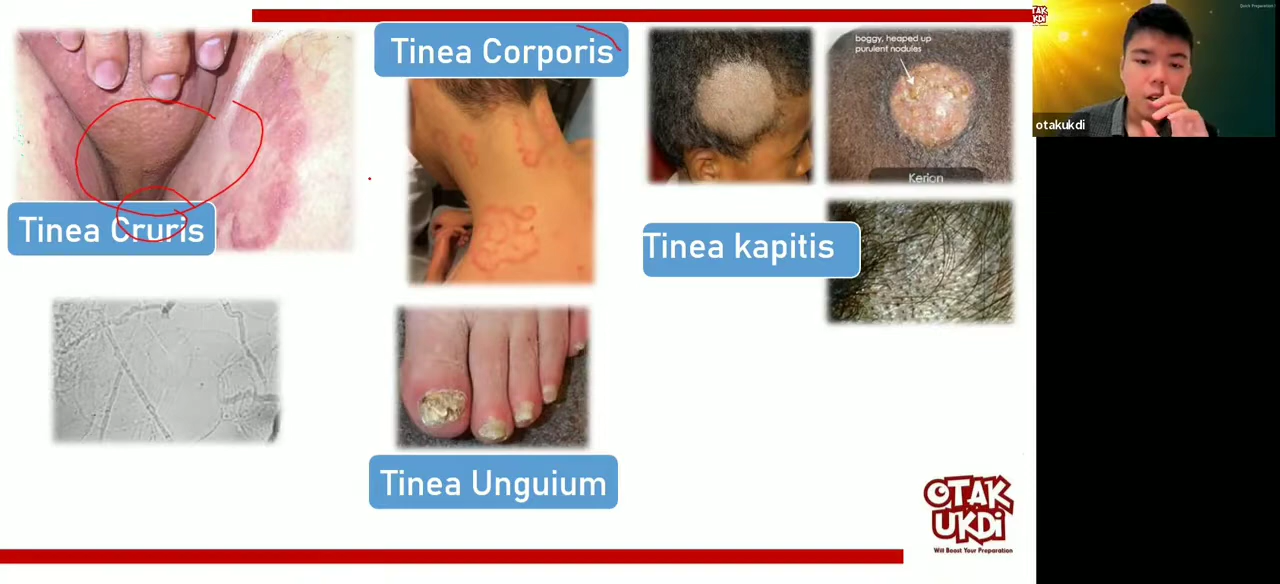 Tinea Cruris
Tinea Corporis
boggy, heaped up
purulent nodules
Kerion
Tinea kapitis
Tinea Unguium
OTAK
UKDi
Will Boost Your Preparation
otakukdi